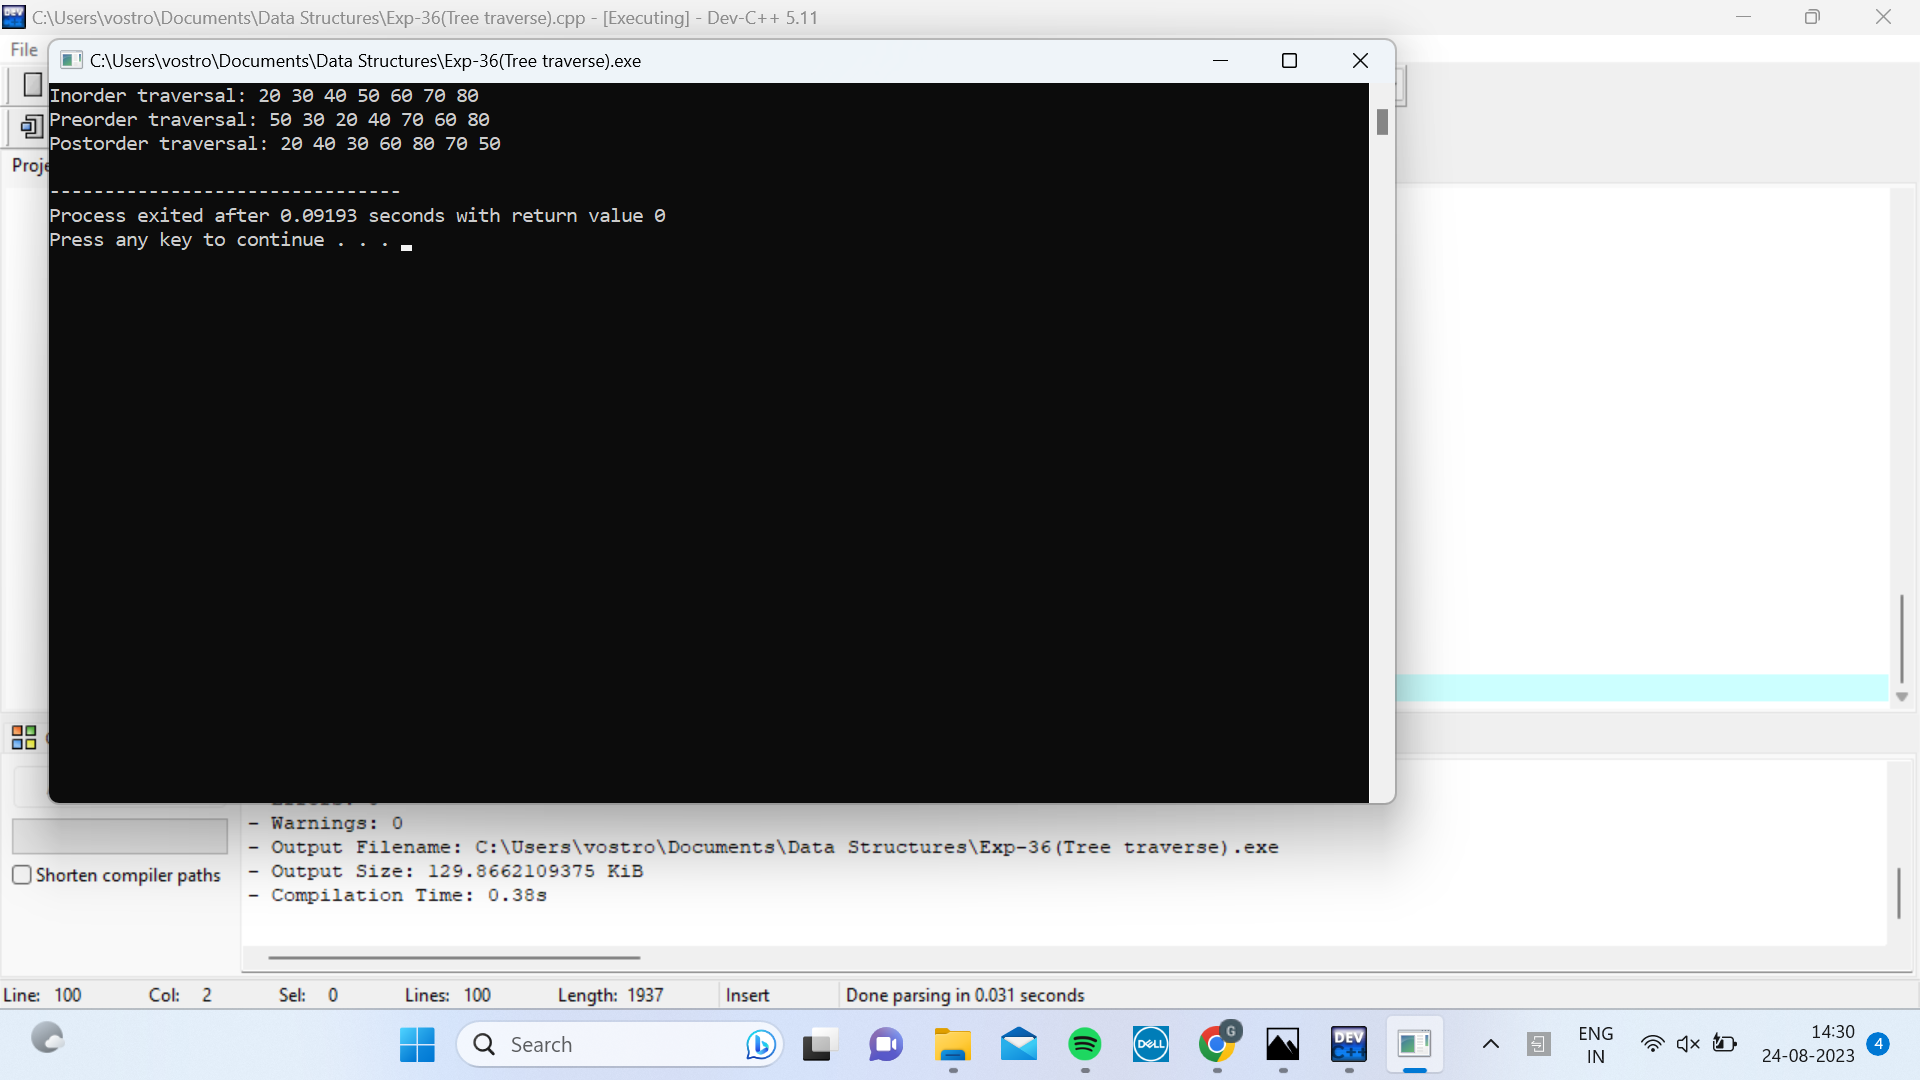 C:\Users\vostro\Documents\Data Structures\Exp-36(Tree traverse).cpp - [Executing] - Dev-C++ 5.11
File
C:\Users\vostro\Documents\Data Structures\Exp-36(Tree traverse).exe
Inorder traversal: 20 30 40 50 60 70 80
Preorder traversal: 50 30 20 40 70 60 80
Postorder traversal: 20 40 30 60 80 70 50
--------------------------------
Process exited after 0.09193 seconds with return value 0
Press any key to continue . . .
Proje
- Warnings: 0
- Output Filename: C:\Users\vostro\Documents\Data Structures\Exp-36(Tree traverse).exe
- Output Size: 129.8662109375 KiB
- Compilation Time: 0.38s
Shorten compiler paths
Line: 100 Col: 2 Sel: 0 Lines: 100 Length: 1937 Insert Done parsing in 0.031 seconds
Search
DELL
G
DEV C++
ENG
IN
14:30
24-08-2023
4